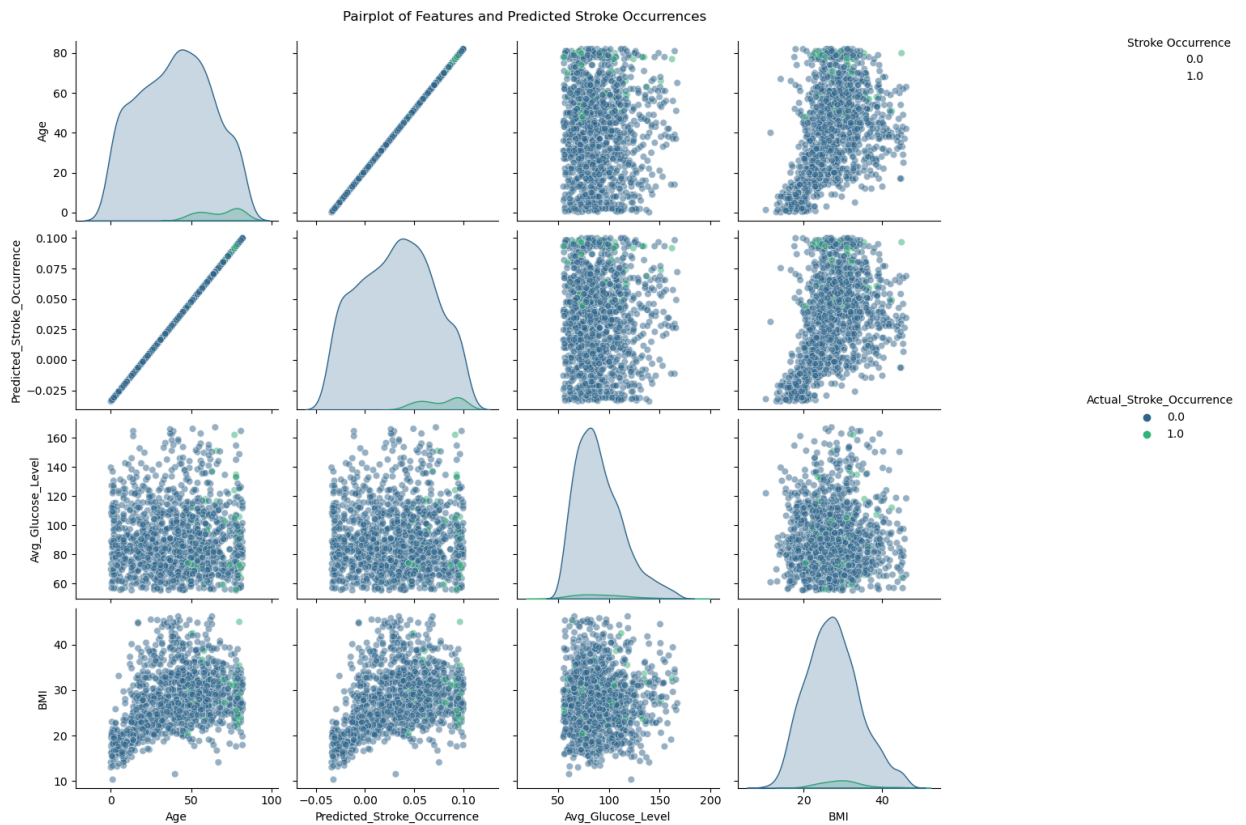 Pairplot of Features and Predicted Stroke Occurrences
Stroke Occurrence
0.0
1.0
80
60
40
20
0
Age
0.100
0.075
0.050
0.025
0.000
−0.025
Predicted_Stroke_Occurrence
Actual_Stroke_Occurrence
0.0
1.0
160
140
120
100
80
60
Avg_Glucose_Level
40
30
20
10
BMI
0 50 100
−0.05 0.00 0.05 0.10
50 100 150 200
20 40
Age
Predicted_Stroke_Occurrence
Avg_Glucose_Level
BMI